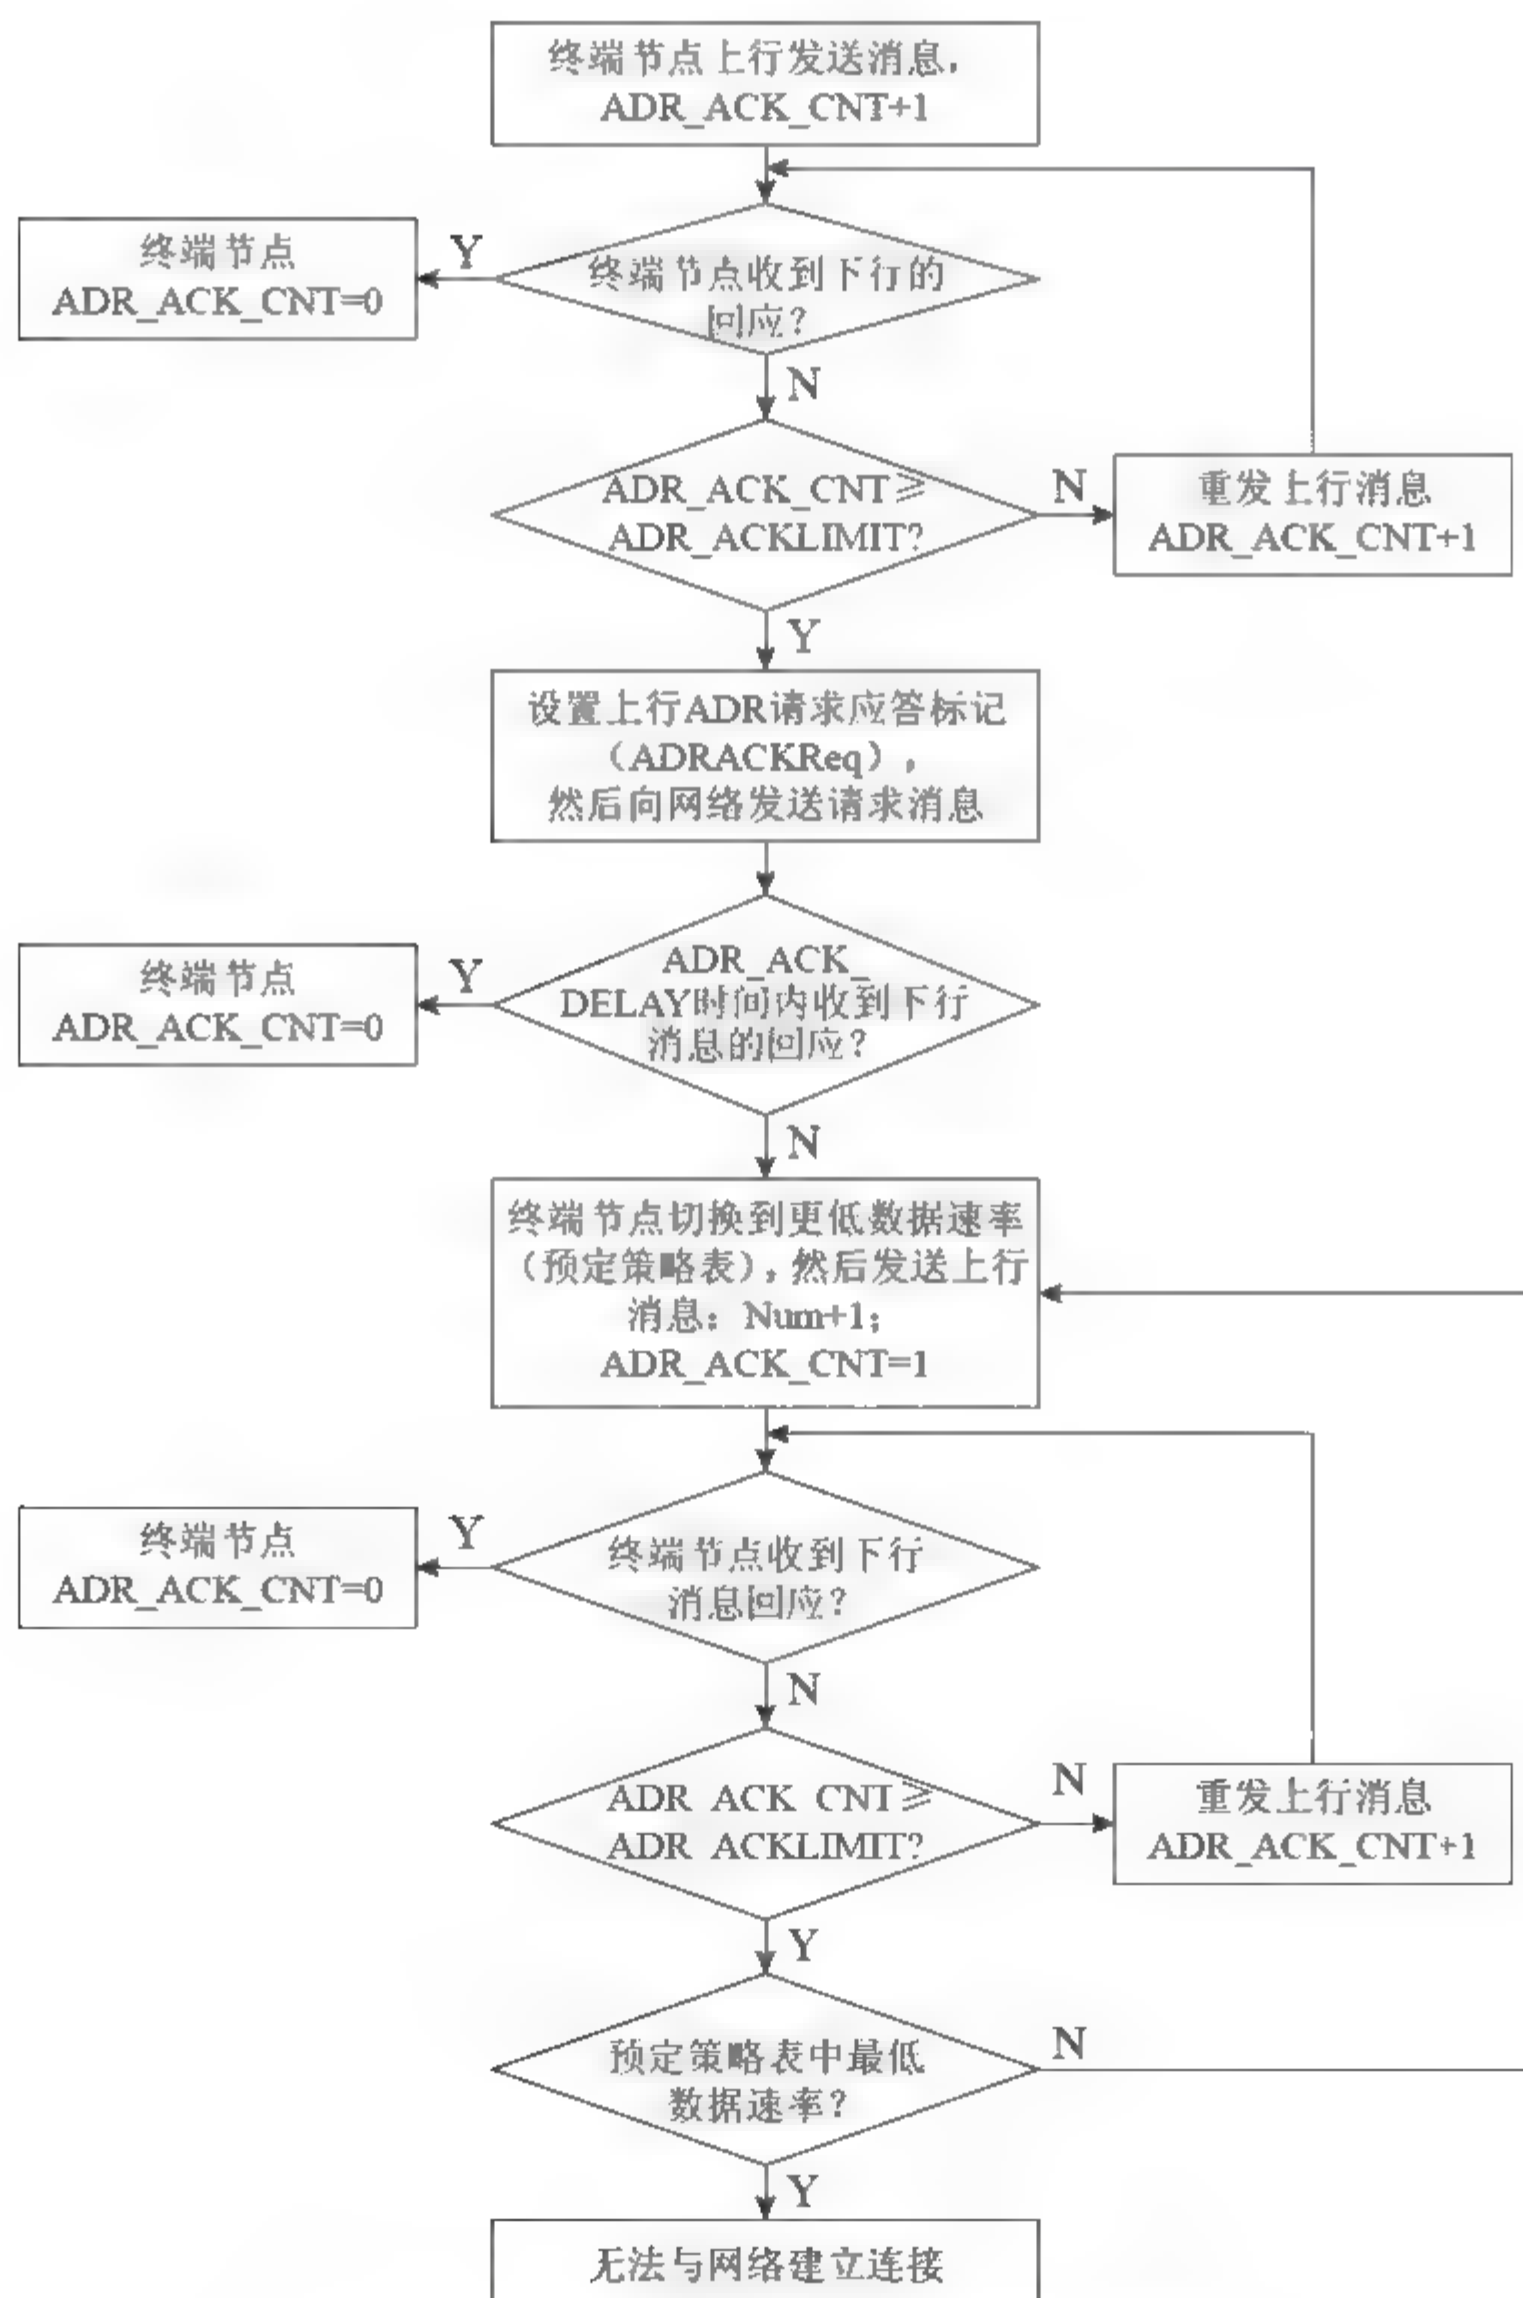 终端节点上行发送消息，
ADR_ACK_CNT+1
终端节点
ADR_ACK_CNT=0
Y
终端节点收到下行的
回应？
N
ADR_ACK_CNT≥
ADR_ACKLIMIT?
N
重发上行消息
ADR_ACK_CNT+1
Y
设置上行ADR请求应答标记
（ADRACKReq），
然后向网络发送请求消息
终端节点
ADR_ACK_CNT=0
Y
ADR_ACK_
DELAY时间内收到下行
消息的回应？
N
终端节点切换到更低数据速率
（预定策略表），然后发送上行
消息：Num+1；
ADR_ACK_CNT=1
终端节点
ADR_ACK_CNT=0
Y
终端节点收到下行
消息回应？
N
ADR ACK CNT≥
ADR ACKLIMIT?
N
重发上行消息
ADR_ACK_CNT+1
Y
预定策略表中最低
数据速率？
N
Y
无法与网络建立连接